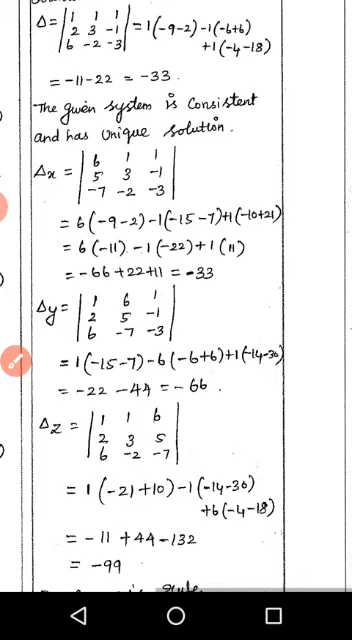 Δ = | 1 1 1 | = 1(-9-2) -1(-6+6)
| 2 3 -1 |
| 6 -2 -3 | +1(-4-18)
= -11-22 = -33.
The given system is consistent
and has unique solution.
Δx = | 6 1 1 |
| 5 3 -1 |
| -7 -2 -3 |
= 6(-9-2) -1(-15-7) +1(-10+21)
= 6(-11) -1(-22) +1(11)
= -66+22+11 = -33
Δy = | 1 6 1 |
| 2 5 -1 |
| 6 -7 -3 |
= 1(-15-7) -6(-6+6) +1(-14-30)
= -22 -44 = -66.
Δz = | 1 1 6 |
| 2 3 5 |
| 6 -2 -7 |
= 1(-21+10) -1(-14-30)
+6(-4-18)
= -11 +44 -132
= -99